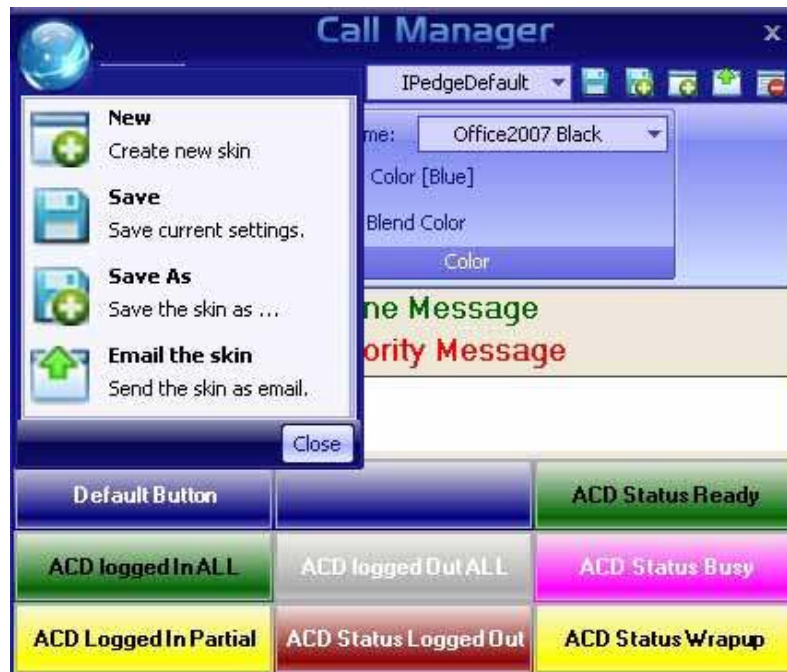 Call Manager
x
IPedgeDefault
New
Create new skin
me:
Office2007 Black
Color [Blue]
Save
Save current settings.
Blend Color
Color
Save As
Save the skin as ...
ne Message
Email the skin
Send the skin as email.
ority Message
Close
Default Button
ACD Status Ready
ACD logged In ALL
ACD logged Out ALL
ACD Status Busy
ACD Logged In Partial
ACD Status Logged Out
ACD Status Wrapup